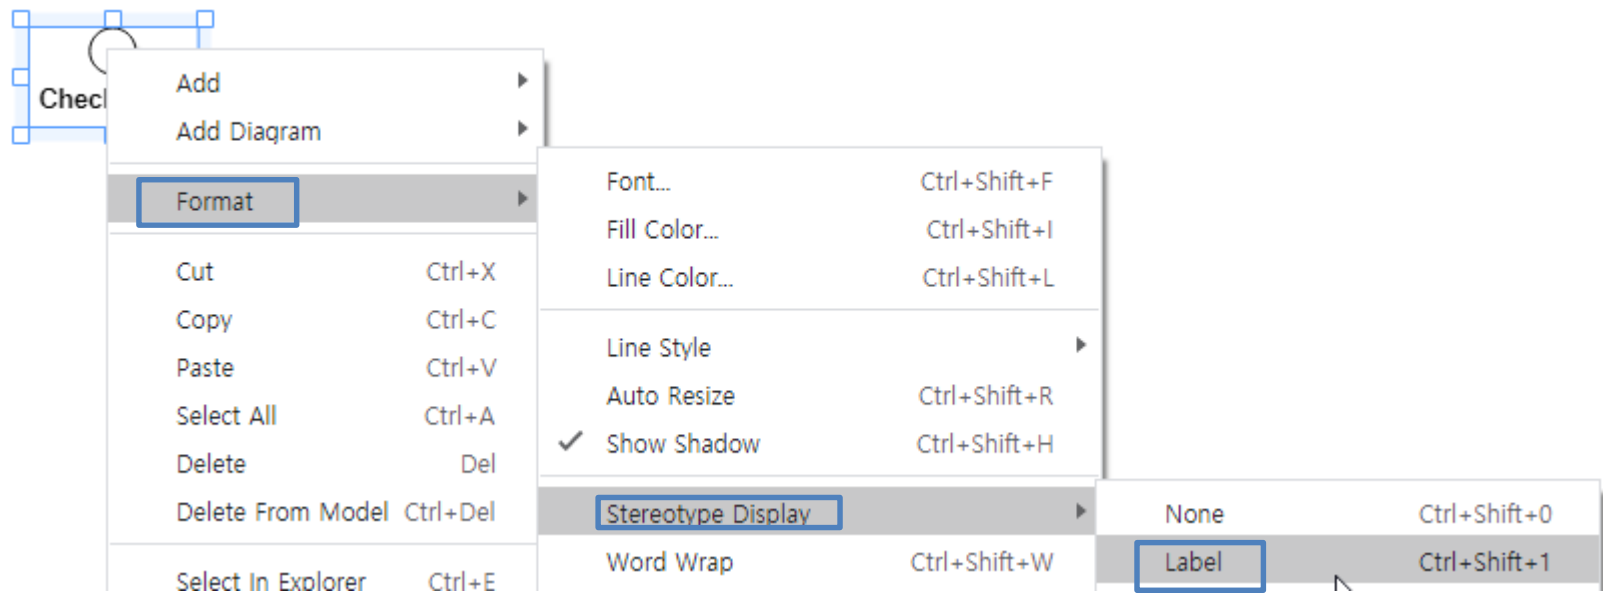 Add
Add Diagram
Format
Cut Ctrl+X
Copy Ctrl+C
Paste Ctrl+V
Select All Ctrl+A
Delete Del
Delete From Model Ctrl+Del
Select In Explorer Ctrl+E
Font... Ctrl+Shift+F
Fill Color... Ctrl+Shift+I
Line Color... Ctrl+Shift+L
Line Style
Auto Resize Ctrl+Shift+R
Show Shadow Ctrl+Shift+H
Stereotype Display
Word Wrap Ctrl+Shift+W
None Ctrl+Shift+0
Label Ctrl+Shift+1